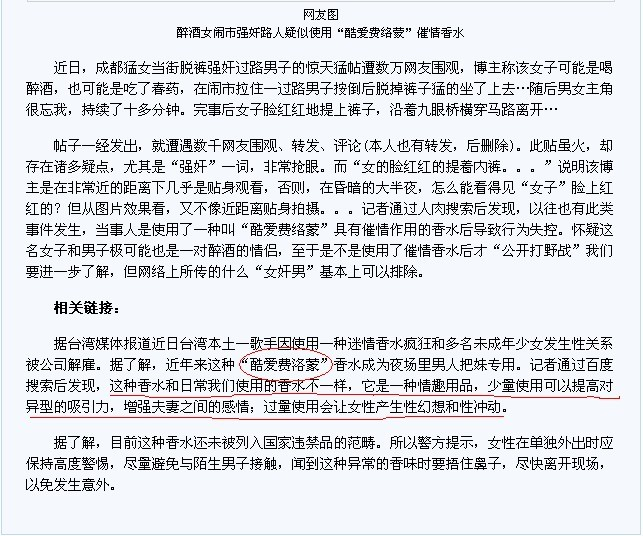 网友图
醉酒女闹市强奸路人疑似使用“酷爱费络蒙”催情香水
近日，成都猛女当街脱裤强奸过路男子的惊天猛帖遭数万网友围观，博主称该女子可能是喝
醉酒，也可能是吃了春药，在闹市拉住一过路男子按倒后脱掉裤子猛的坐了上去…随后男女主角
很忘我，持续了十多分钟。完事后女子脸红红地提上裤子，沿着九眼桥横穿马路离开…
帖子一经发出，就遭遇数千网友围观、转发、评论(本人也有转发，后删除)。此贴虽火，却
存在诸多疑点，尤其是“强奸”一词，非常抢眼。而“女的脸红红的提着内裤。。。”说明该博
主是在非常近的距离下几乎是贴身观看，否则，在昏暗的大半夜，怎么能看得见“女子”脸上红
红的？但从图片效果看，又不像近距离贴身拍摄。。。记者通过人肉搜索后发现，以往也有此类
事件发生，当事人是使用了一种叫“酷爱费络蒙”具有催情作用的香水后导致行为失控。怀疑这
名女子和男子极可能也是一对醉酒的情侣，至于是不是使用了催情香水后才“公开打野战”我们
要进一步了解，但网络上所传的什么“女奸男”基本上可以排除。
相关链接：
据台湾媒体报道近日台湾本土一歌手因使用一种迷情香水疯狂和多名未成年少女发生性关系
被公司解雇。据了解，近年来这种“酷爱费洛蒙”香水成为夜场里男人把妹专用。记者通过百度
搜索后发现，这种香水和日常我们使用的香水不一样，它是一种情趣用品，少量使用可以提高对
异型的吸引力，增强夫妻之间的感情；过量使用会让女性产生性幻想和性冲动。
据了解，目前这种香水还未被列入国家违禁品的范畴。所以警方提示，女性在单独外出时应
保持高度警惕，尽量避免与陌生男子接触，闻到这种异常的香味时要捂住鼻子，尽快离开现场，
以免发生意外。